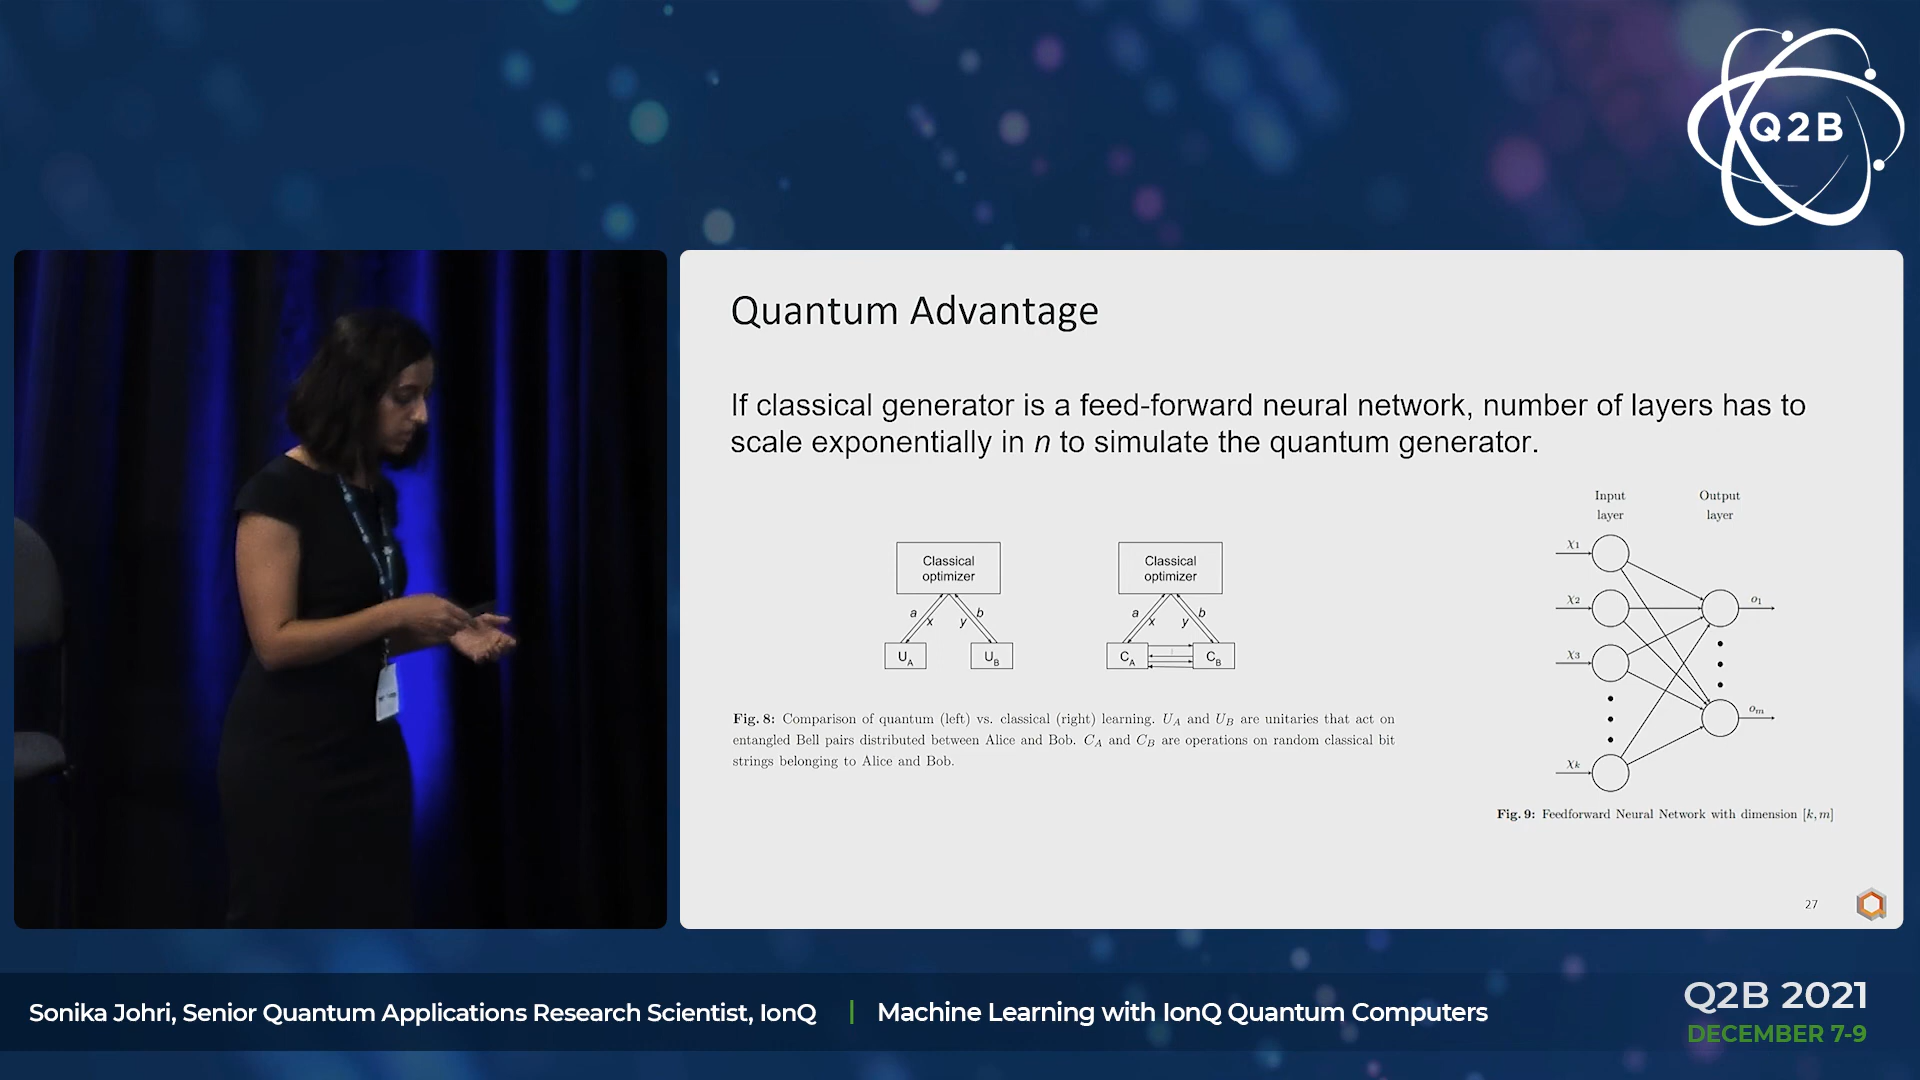 Q2B
Quantum Advantage
If classical generator is a feed-forward neural network, number of layers has to
scale exponentially in n to simulate the quantum generator.
Classical
optimizer
a
x
y
b
U_A
U_B
Classical
optimizer
a
x
y
b
C_A
C_B
Fig. 8: Comparison of quantum (left) vs. classical (right) learning. U_A and U_B are unitaries that act on
entangled Bell pairs distributed between Alice and Bob. C_A and C_B are operations on random classical bit
strings belonging to Alice and Bob.
Input
layer
Output
layer
χ1
χ2
χ3
χk
o1
om
Fig. 9: Feedforward Neural Network with dimension [k, m]
27
Sonika Johri, Senior Quantum Applications Research Scientist, IonQ | Machine Learning with IonQ Quantum Computers
Q2B 2021
DECEMBER 7-9